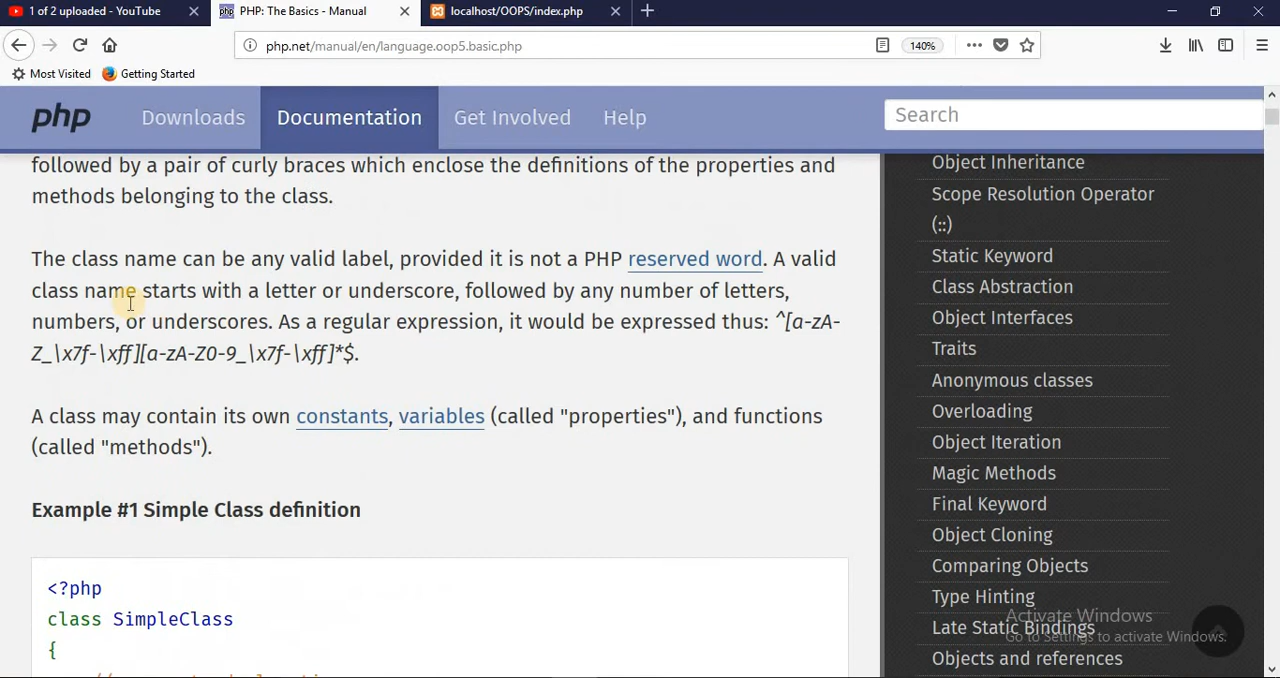 1 of 2 uploaded - YouTube
PHP: The Basics - Manual
localhost/OOPS/index.php
php.net/manual/en/language.oop5.basic.php
140%
Most Visited
Getting Started
php
Downloads
Documentation
Get Involved
Help
Search
followed by a pair of curly braces which enclose the definitions of the properties and
methods belonging to the class.
The class name can be any valid label, provided it is not a PHP reserved word. A valid
class name starts with a letter or underscore, followed by any number of letters,
numbers, or underscores. As a regular expression, it would be expressed thus: ^[a-zA-
Z_\x7f-\xff][a-zA-Z0-9_\x7f-\xff]*$.
A class may contain its own constants, variables (called "properties"), and functions
(called "methods").
Example #1 Simple Class definition
<?php
class SimpleClass
{
Object Inheritance
Scope Resolution Operator
(::)
Static Keyword
Class Abstraction
Object Interfaces
Traits
Anonymous classes
Overloading
Object Iteration
Magic Methods
Final Keyword
Object Cloning
Comparing Objects
Type Hinting
Late Static Bindings
Objects and references
Activate Windows
Go to Settings to activate Windows.